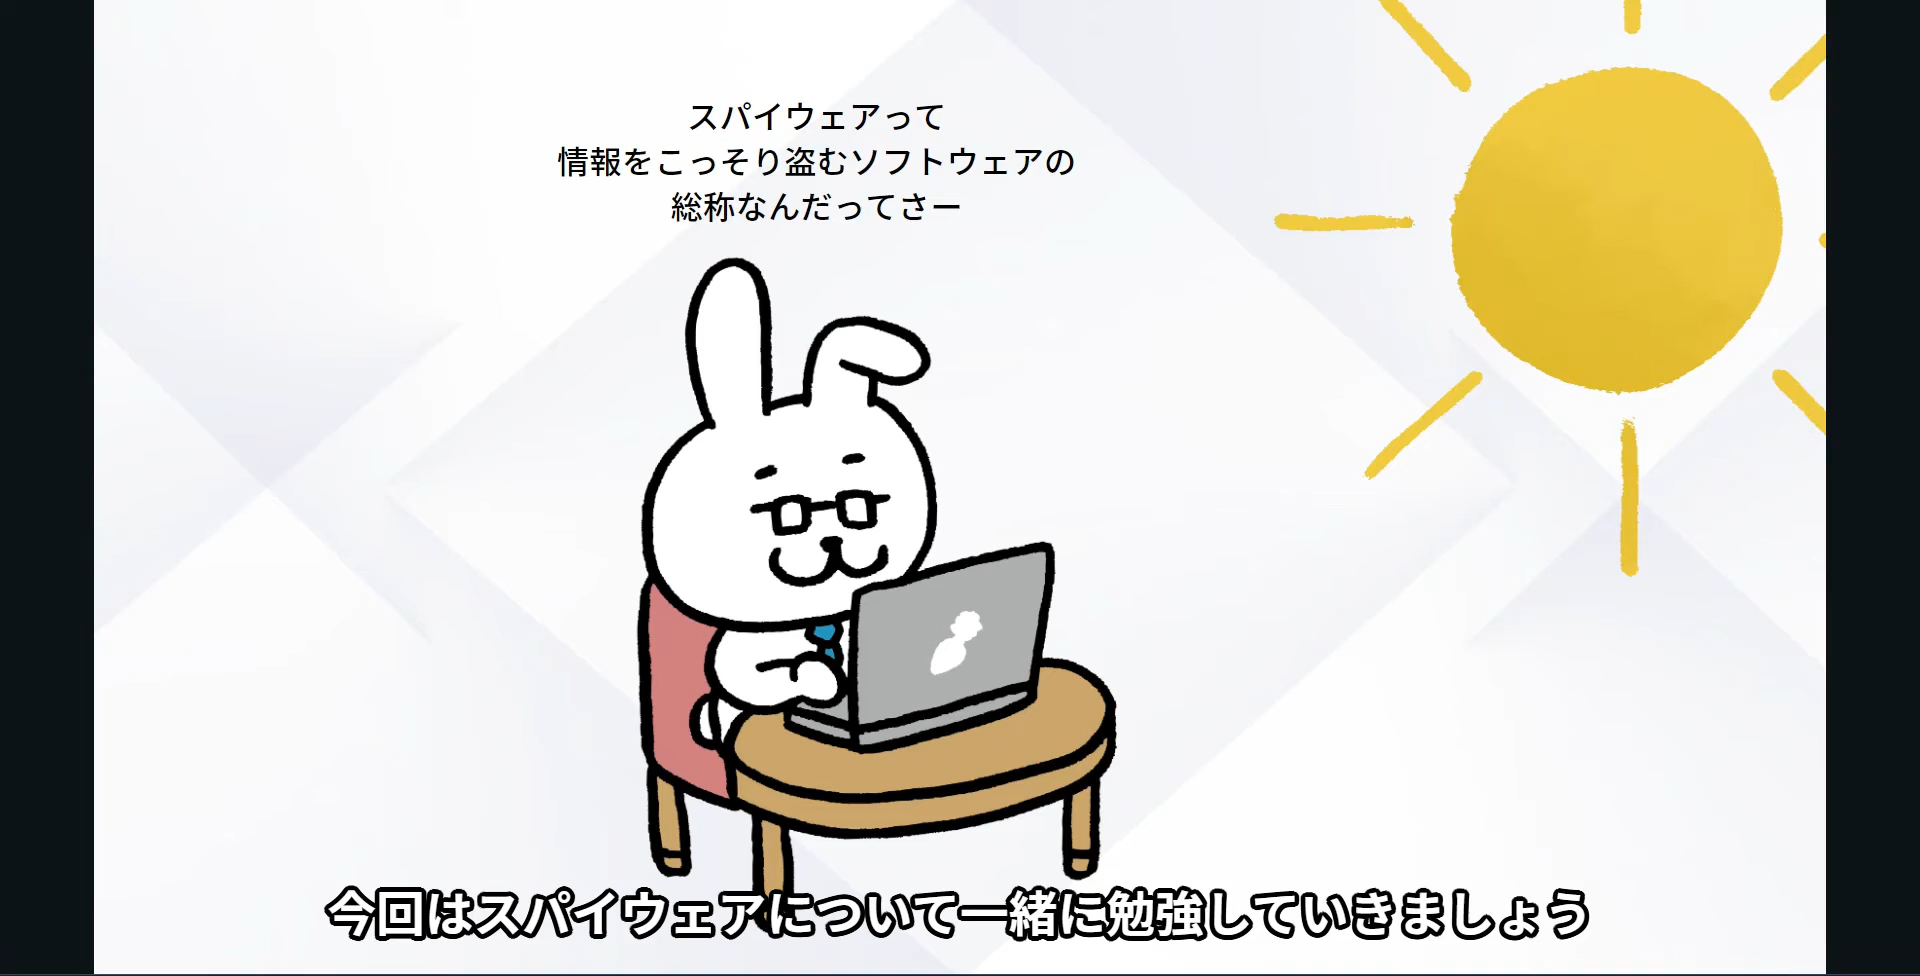 スパイウェアって
情報をこっそり盗むソフトウェアの
総称なんだってさー
今回はスパイウェアについて一緒に勉強していきましょう